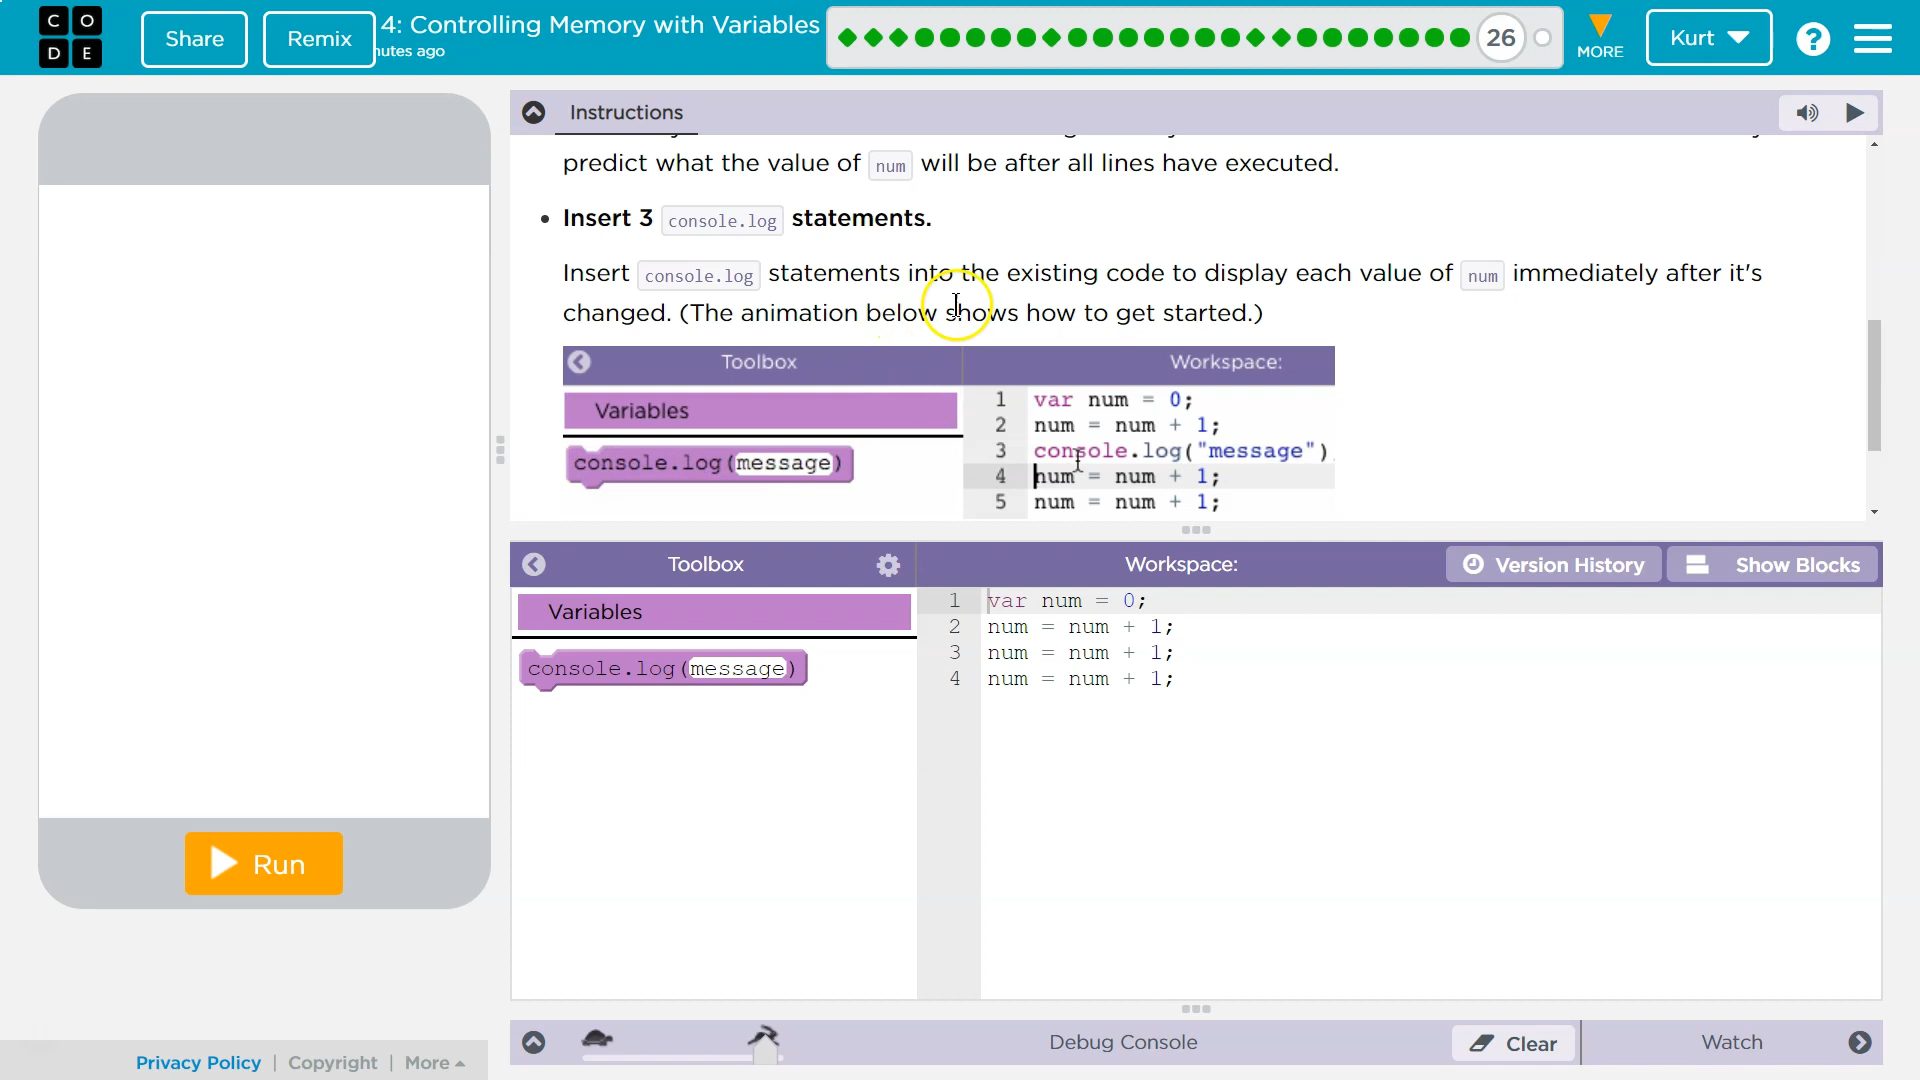 C O
D E
Share
Remix
4: Controlling Memory with Variables
nutes ago
26
MORE
Kurt
?
Instructions
predict what the value of num will be after all lines have executed.
• Insert 3 console.log statements.
Insert console.log statements into the existing code to display each value of num immediately after it's
changed. (The animation below shows how to get started.)
Toolbox
Workspace:
Variables
console.log(message)
1 var num = 0;
2 num = num + 1;
3 console.log("message")
4 num = num + 1;
5 num = num + 1;
Toolbox
Workspace:
Version History
Show Blocks
Variables
console.log(message)
1 var num = 0;
2 num = num + 1;
3 num = num + 1;
4 num = num + 1;
Run
Debug Console
Clear
Watch
Privacy Policy | Copyright | More